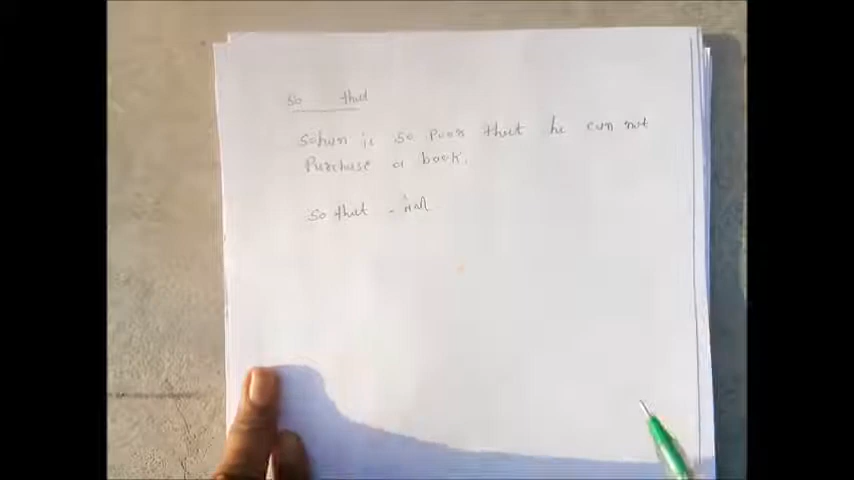 so that
Sohan is so poor that he can not
Purchase a book.
so that -